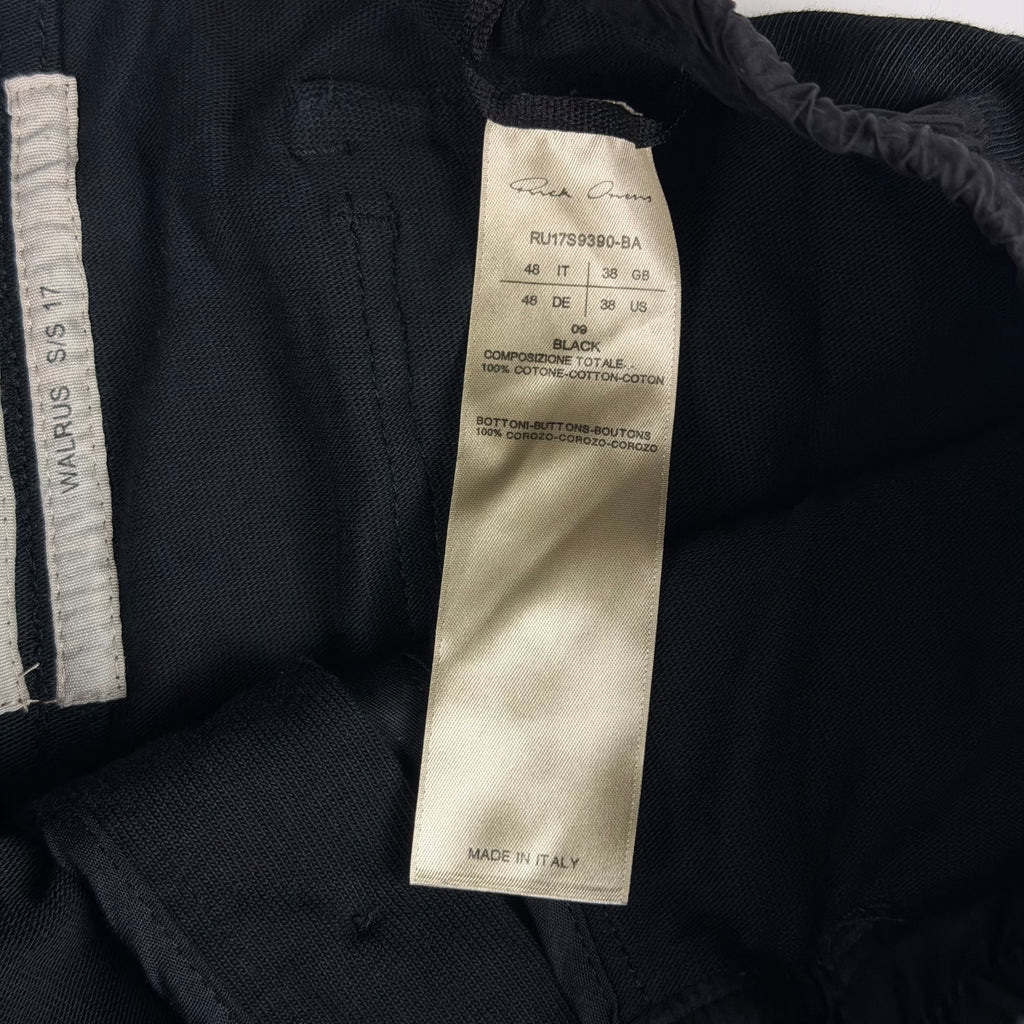 WALRUS S/S 17
Rick Owens
RU17S9390-BA
48 IT 38 GB
48 DE 38 US
09
BLACK
COMPOSIZIONE TOTALE
100% COTONE-COTTON-COTON
BOTTONI-BUTTONS-BOUTONS
100% COROZO-COROZO-COROZO
MADE IN ITALY